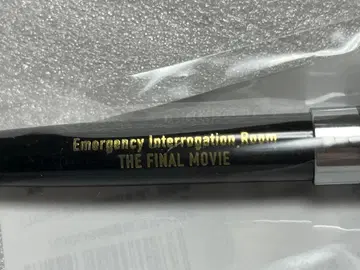 Emergency Interrogation Room
THE FINAL MOVIE